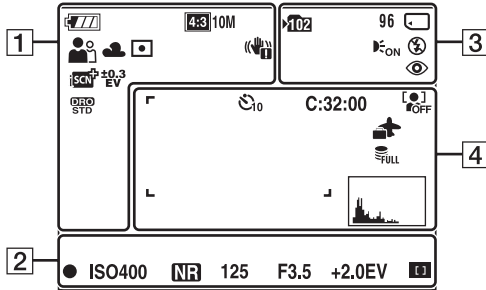 1
4:3 10M
102
96
ON
3
iSCN+ ±0.3 EV
DRO STD
10
C:32:00
OFF
FULL
4
2
ISO400 NR 125 F3.5 +2.0EV